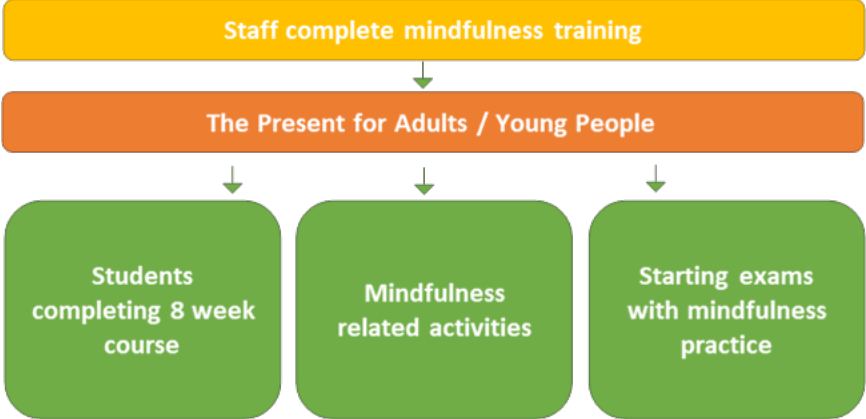 Staff complete mindfulness training
The Present for Adults / Young People
Students
completing 8 week
course
Mindfulness
related activities
Starting exams
with mindfulness
practice